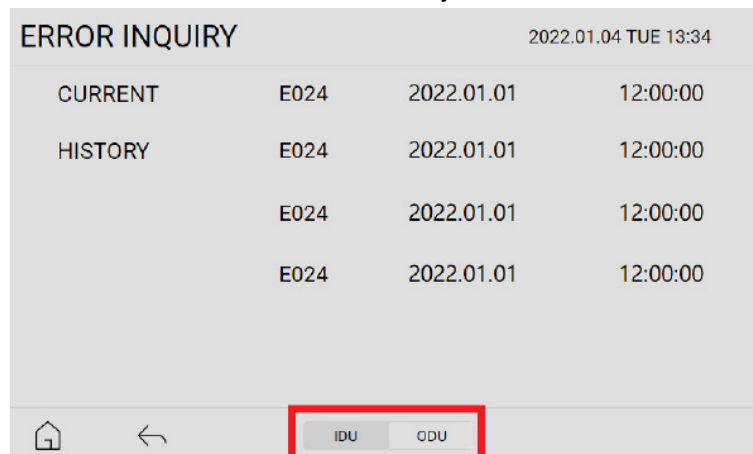 ERROR INQUIRY 2022.01.04 TUE 13:34
CURRENT E024 2022.01.01 12:00:00
HISTORY E024 2022.01.01 12:00:00
E024 2022.01.01 12:00:00
E024 2022.01.01 12:00:00
IDU ODU